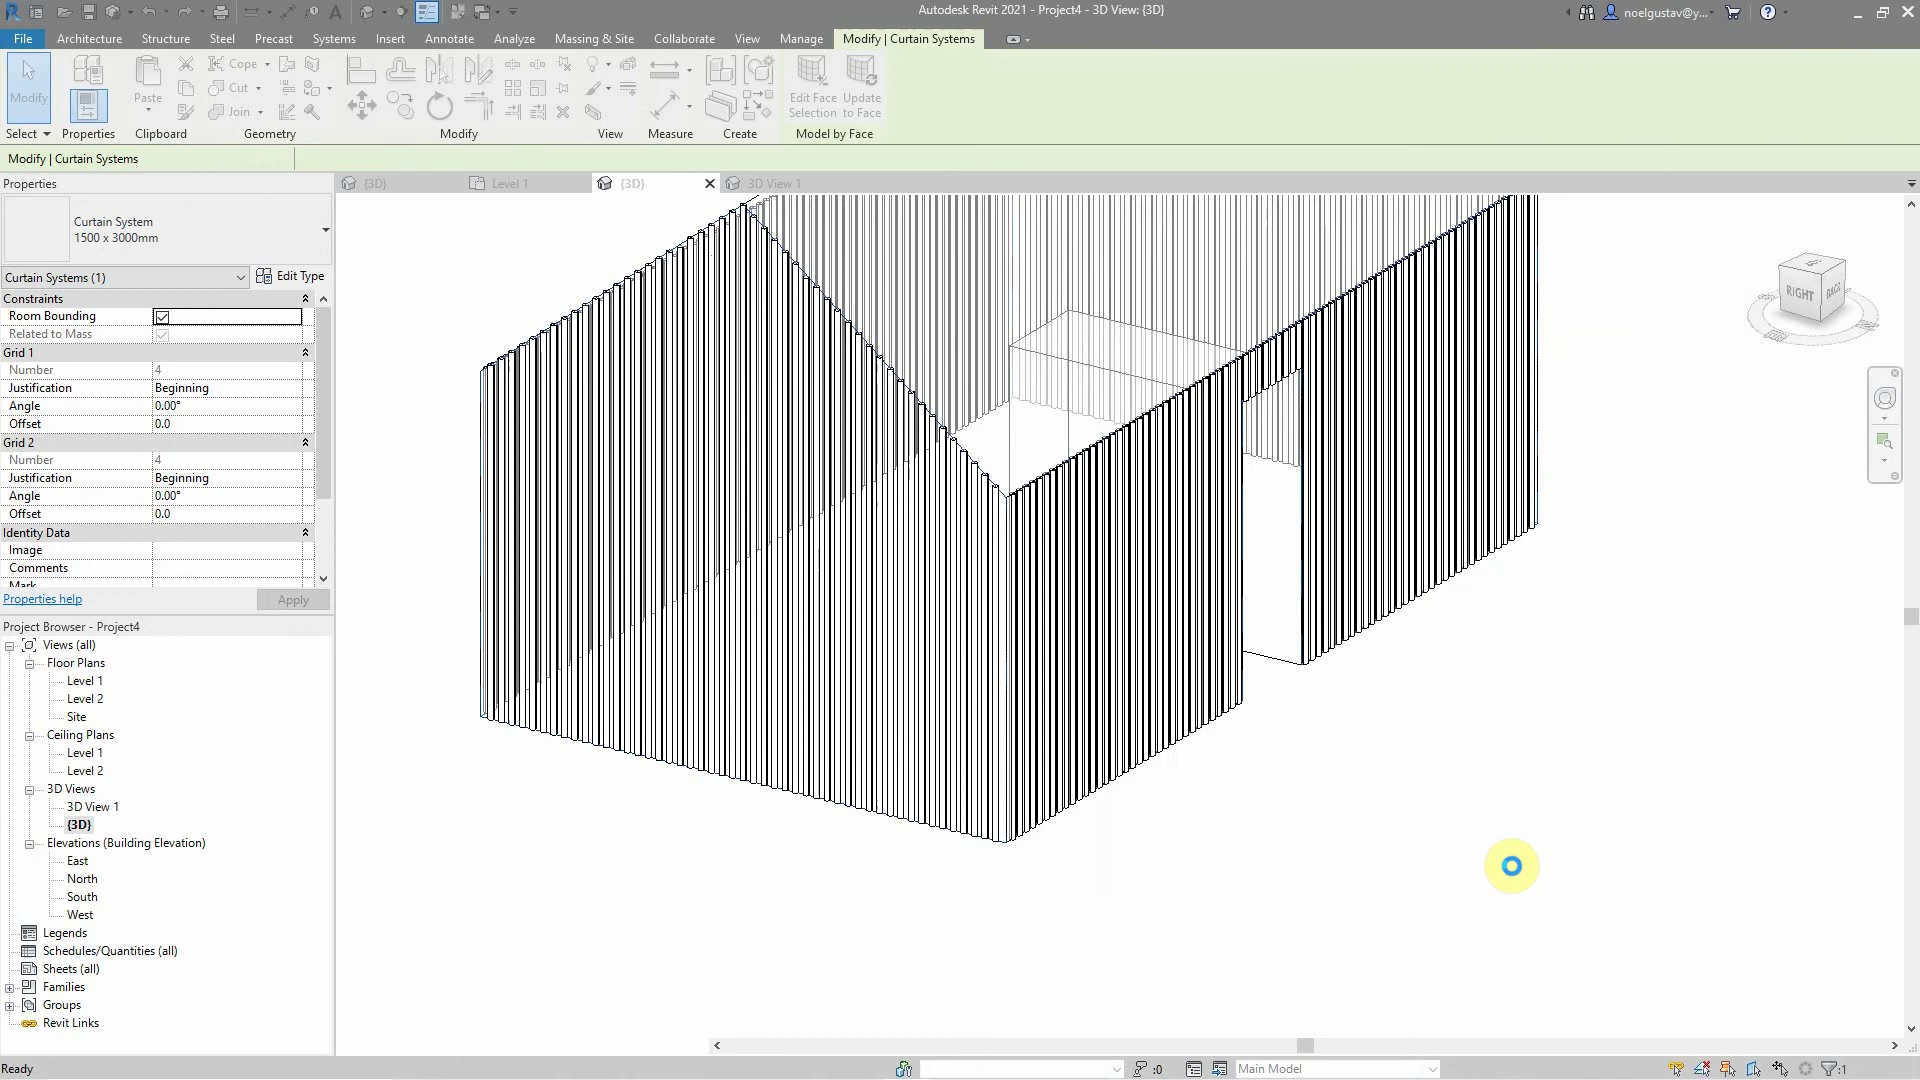 Autodesk Revit 2021 - Project4 - 3D View: {3D}
noelgustav@y...
File Architecture Structure Steel Precast Systems Insert Annotate Analyze Massing & Site Collaborate View Manage Modify | Curtain Systems
Modify
Paste
Cope
Cut
Join
Edit Face Selection
Update to Face
Select Properties Clipboard Geometry Modify View Measure Create Model by Face
Modify | Curtain Systems
Properties
{3D}
Level 1
{3D}
3D View 1
Curtain System
1500 x 3000mm
Curtain Systems (1)
Edit Type
Constraints
Room Bounding
Related to Mass
Grid 1
Number 4
Justification Beginning
Angle 0.00°
Offset 0.0
Grid 2
Number 4
Justification Beginning
Angle 0.00°
Offset 0.0
Identity Data
Image
Comments
Mark
Properties help
Apply
RIGHT
BACK
Project Browser - Project4
Views (all)
Floor Plans
Level 1
Level 2
Site
Ceiling Plans
Level 1
Level 2
3D Views
3D View 1
{3D}
Elevations (Building Elevation)
East
North
South
West
Legends
Schedules/Quantities (all)
Sheets (all)
Families
Groups
Revit Links
Ready
:0
Main Model
:1